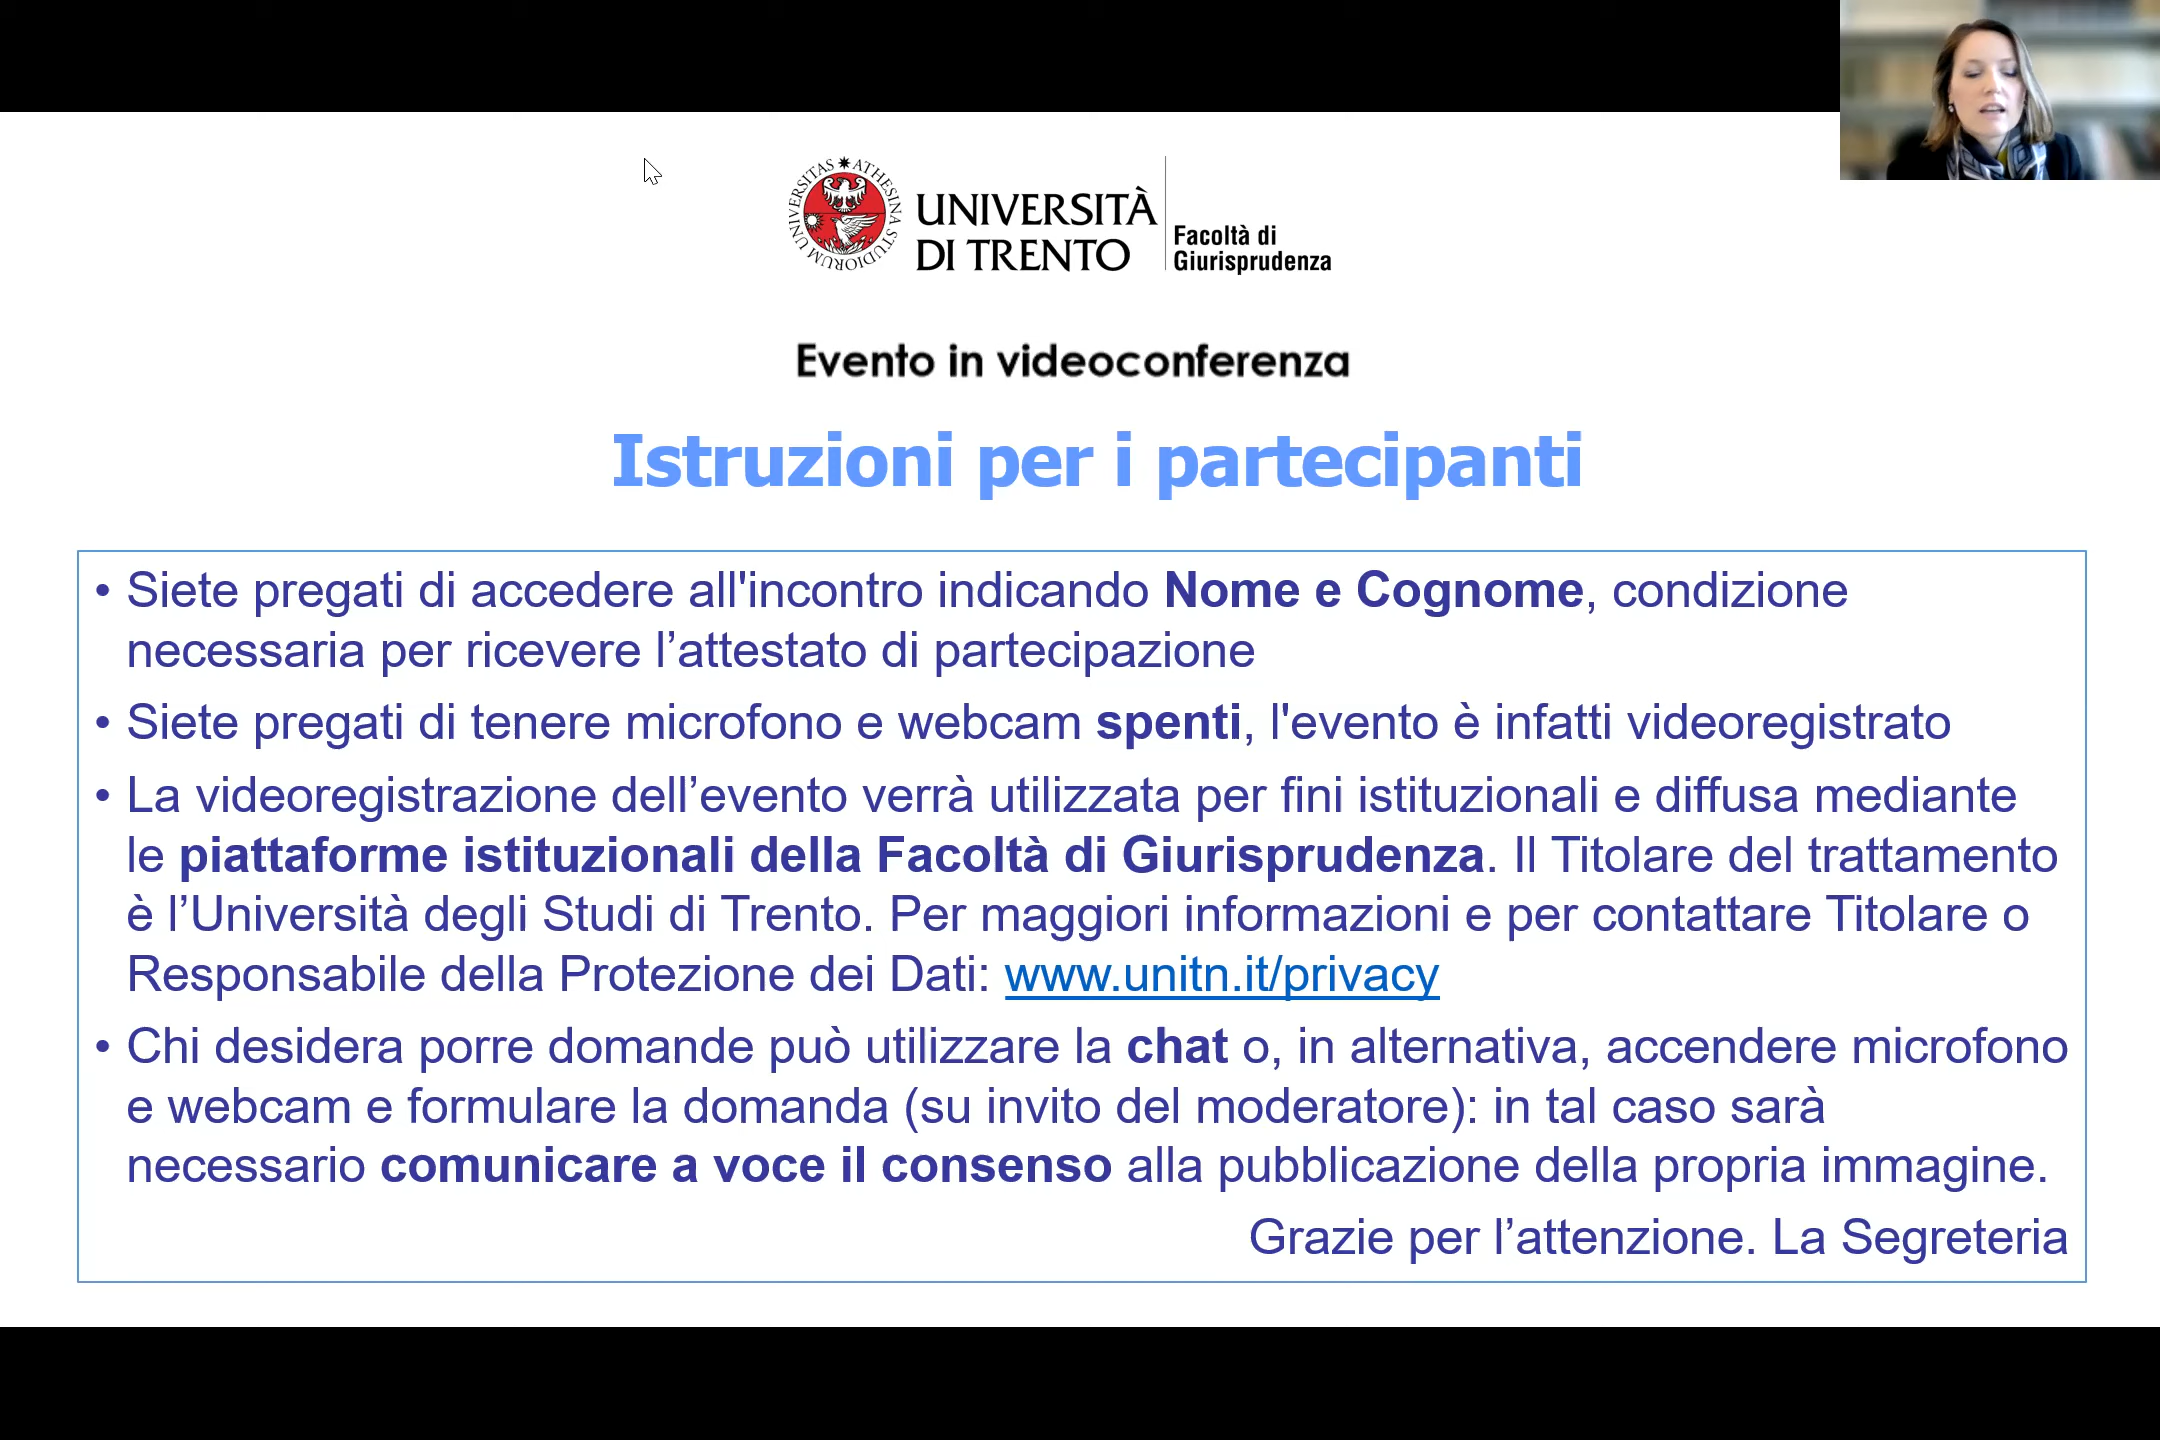 UNIVERSITAS ATHESINA STUDIORUM
UNIVERSITÀ
DI TRENTO
Facoltà di
Giurisprudenza
Evento in videoconferenza
Istruzioni per i partecipanti
• Siete pregati di accedere all'incontro indicando Nome e Cognome, condizione
necessaria per ricevere l’attestato di partecipazione
• Siete pregati di tenere microfono e webcam spenti, l'evento è infatti videoregistrato
• La videoregistrazione dell’evento verrà utilizzata per fini istituzionali e diffusa mediante
le piattaforme istituzionali della Facoltà di Giurisprudenza. Il Titolare del trattamento
è l’Università degli Studi di Trento. Per maggiori informazioni e per contattare Titolare o
Responsabile della Protezione dei Dati: www.unitn.it/privacy
• Chi desidera porre domande può utilizzare la chat o, in alternativa, accendere microfono
e webcam e formulare la domanda (su invito del moderatore): in tal caso sarà
necessario comunicare a voce il consenso alla pubblicazione della propria immagine.
Grazie per l’attenzione. La Segreteria